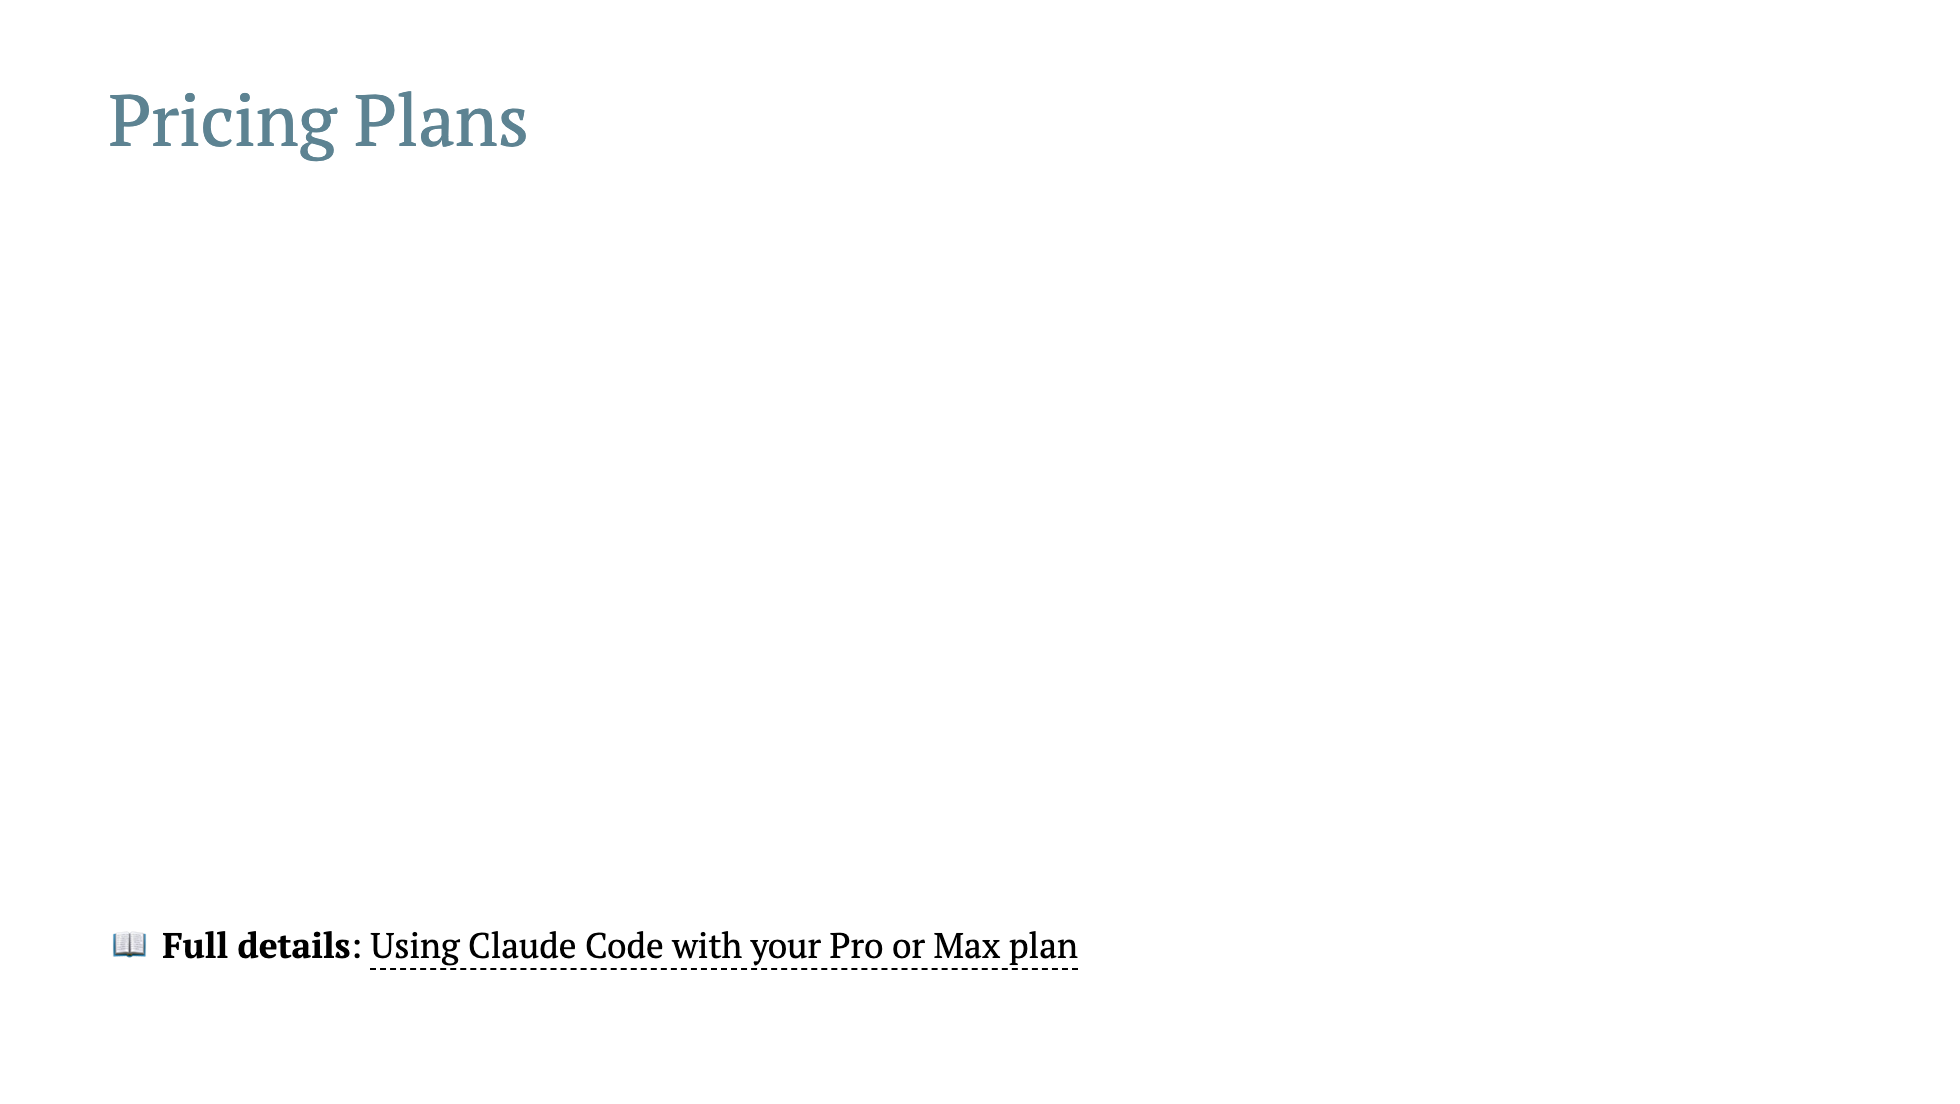 Pricing Plans
📖 Full details: Using Claude Code with your Pro or Max plan